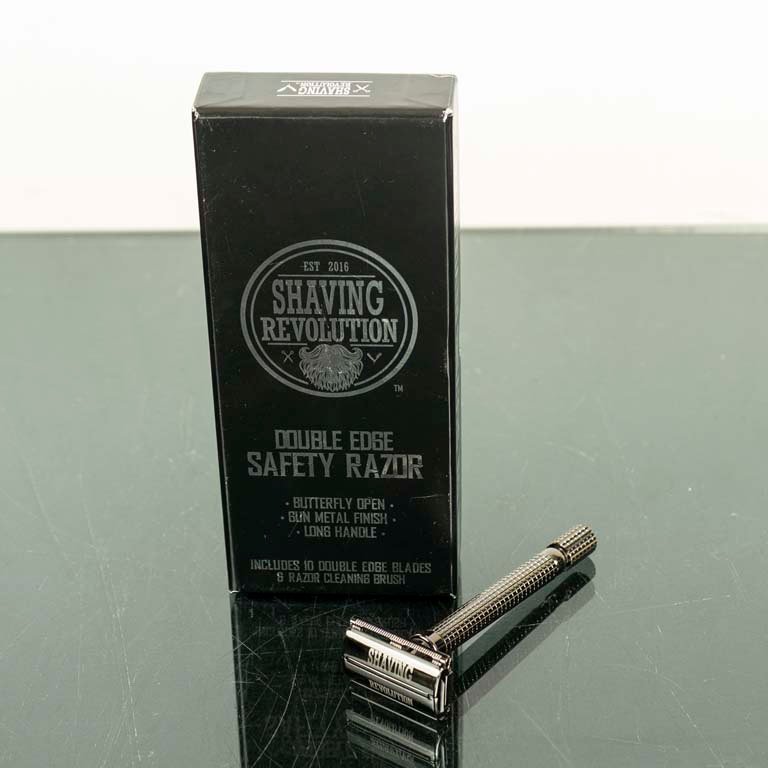 SHAVING
REVOLUTION
EST 2016
SHAVING
REVOLUTION
TM
DOUBLE EDGE
SAFETY RAZOR
· BUTTERFLY OPEN ·
· GUN METAL FINISH ·
· LONG HANDLE ·
INCLUDES 10 DOUBLE EDGE BLADES
& RAZOR CLEANING BRUSH
SHAVING
REVOLUTION